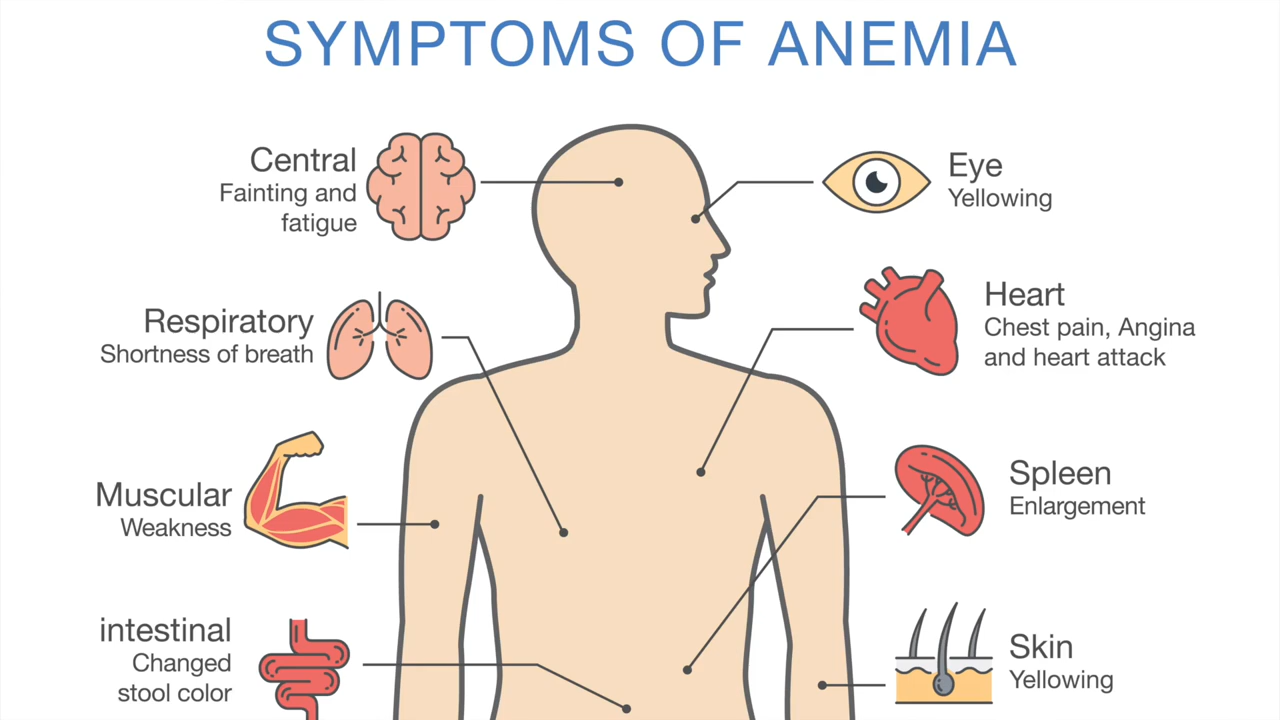 SYMPTOMS OF ANEMIA
Central
Fainting and
fatigue
Eye
Yellowing
Respiratory
Shortness of breath
Heart
Chest pain, Angina
and heart attack
Muscular
Weakness
Spleen
Enlargement
intestinal
Changed
stool color
Skin
Yellowing